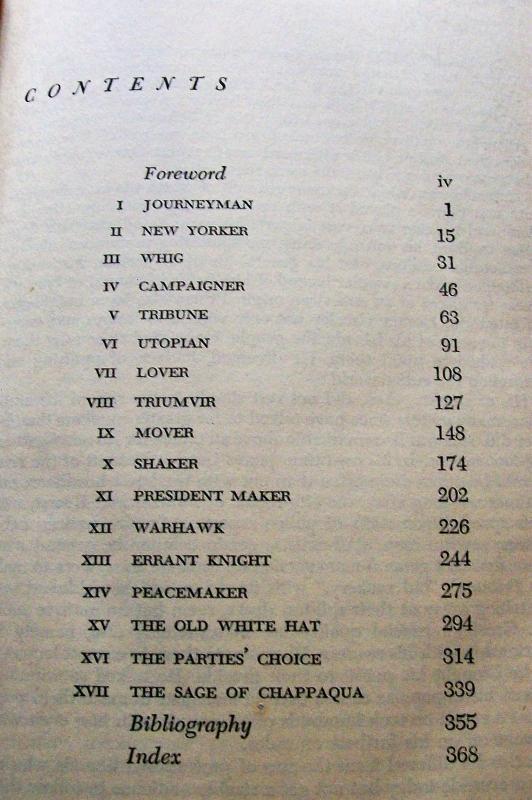 CONTENTS
Foreword iv
I JOURNEYMAN 1
II NEW YORKER 15
III WHIG 31
IV CAMPAIGNER 46
V TRIBUNE 63
VI UTOPIAN 91
VII LOVER 108
VIII TRIUMVIR 127
IX MOVER 148
X SHAKER 174
XI PRESIDENT MAKER 202
XII WARHAWK 226
XIII ERRANT KNIGHT 244
XIV PEACEMAKER 275
XV THE OLD WHITE HAT 294
XVI THE PARTIES' CHOICE 314
XVII THE SAGE OF CHAPPAQUA 339
Bibliography 355
Index 368